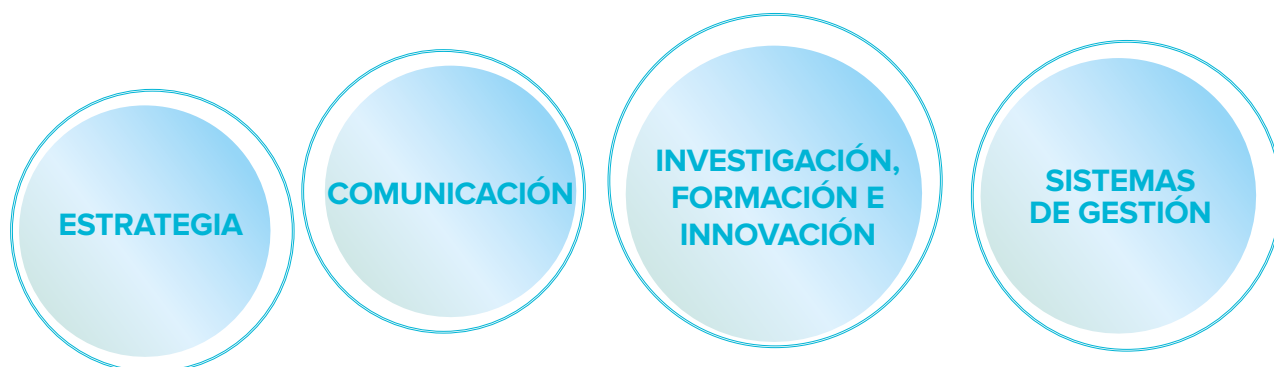 ESTRATEGIA
COMUNICACIÓN
INVESTIGACIÓN,
FORMACIÓN E
INNOVACIÓN
SISTEMAS
DE GESTIÓN